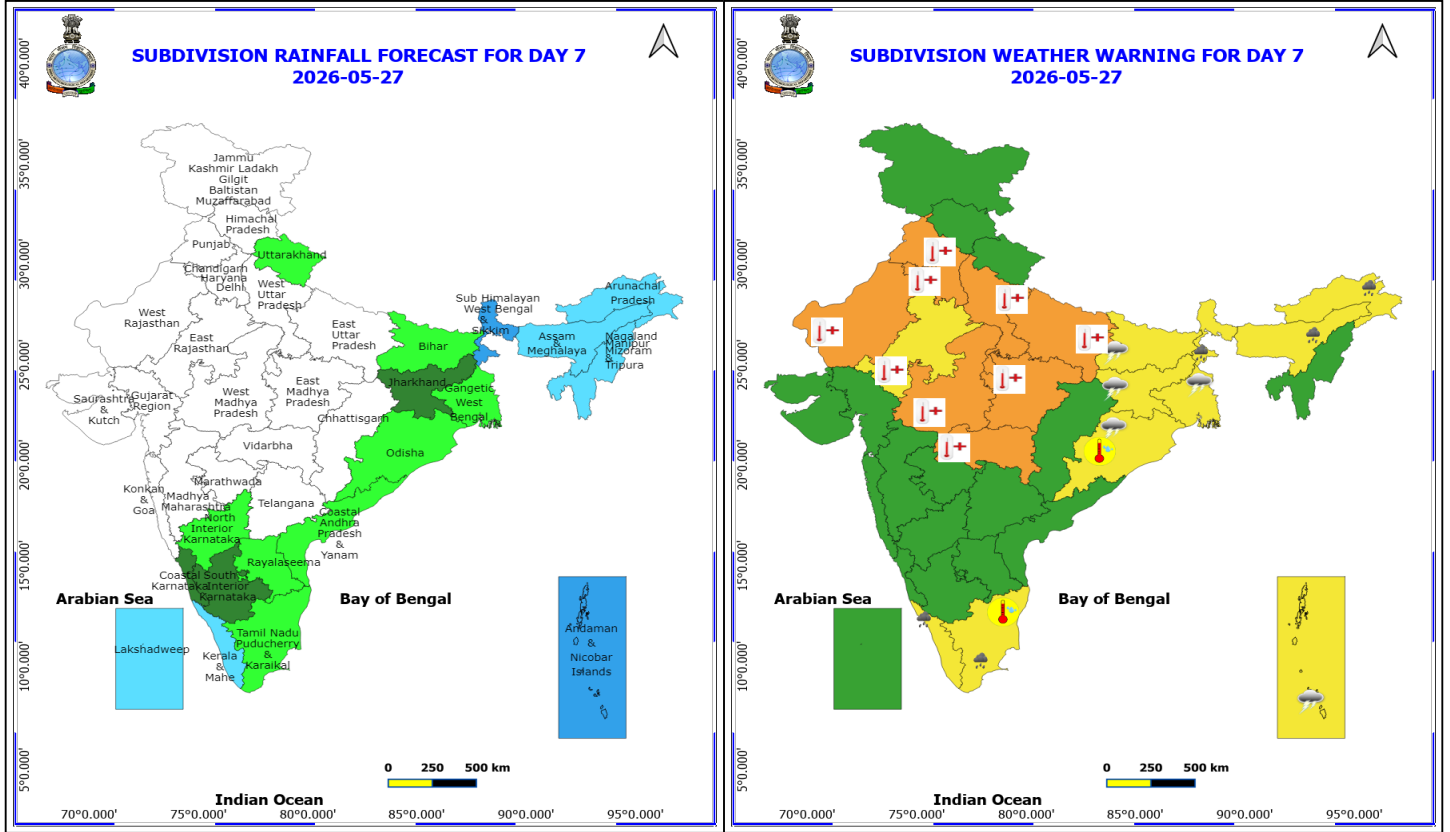 SUBDIVISION RAINFALL FORECAST FOR DAY 7
2026-05-27
40°0.000'
35°0.000'
30°0.000'
25°0.000'
20°0.000'
15°0.000'
10°0.000'
5°0.000'
Jammu
Kashmir Ladakh
Gilgit
Baltistan
Muzaffarabad
Himachal
Pradesh
Punjab
Uttarakhand
Chandigarh
Haryana
Delhi
West
Uttar
Pradesh
West
Rajasthan
East
Rajasthan
East
Uttar
Pradesh
Sub Himalayan
West Bengal
&
Sikkim
Arunachal
Pradesh
Assam
&
Meghalaya
Nagaland
Manipur
Mizoram
&
Tripura
Bihar
Jharkhand
Gangetic
West
Bengal
Saurashtra
&
Kutch
Gujarat
Region
West
Madhya
Pradesh
East
Madhya
Pradesh
Chhattisgarh
Vidarbha
Odisha
Konkan
&
Goa
Marathwada
Madhya
Maharashtra
Telangana
North
Interior
Karnataka
Coastal
Andhra
Pradesh
&
Yanam
Rayalaseema
Coastal
Karnataka
South
Interior
Karnataka
Arabian Sea
Bay of Bengal
Lakshadweep
Kerala
&
Mahe
Tamil Nadu
Puducherry
&
Karaikal
Andaman
&
Nicobar
Islands
0 250 500 km
Indian Ocean
70°0.000' 75°0.000' 80°0.000' 85°0.000' 90°0.000' 95°0.000'
SUBDIVISION WEATHER WARNING FOR DAY 7
2026-05-27
40°0.000'
35°0.000'
30°0.000'
25°0.000'
20°0.000'
15°0.000'
10°0.000'
5°0.000'
Arabian Sea
Bay of Bengal
0 250 500 km
Indian Ocean
70°0.000' 75°0.000' 80°0.000' 85°0.000' 90°0.000' 95°0.000'